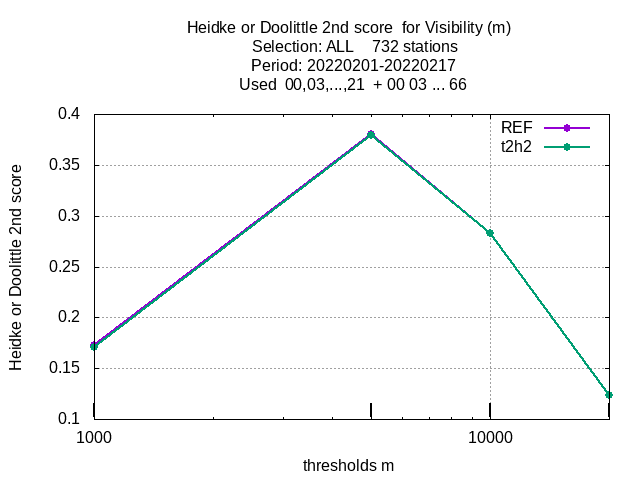 Heidke or Doolittle 2nd score  for Visibility (m)
Selection: ALL    732 stations
Period: 20220201-20220217
Used  00,03,...,21  + 00 03 ... 66
REF
t2h2
0.4
0.35
0.3
0.25
0.2
0.15
0.1
Heidke or Doolittle 2nd score
1000
10000
thresholds m